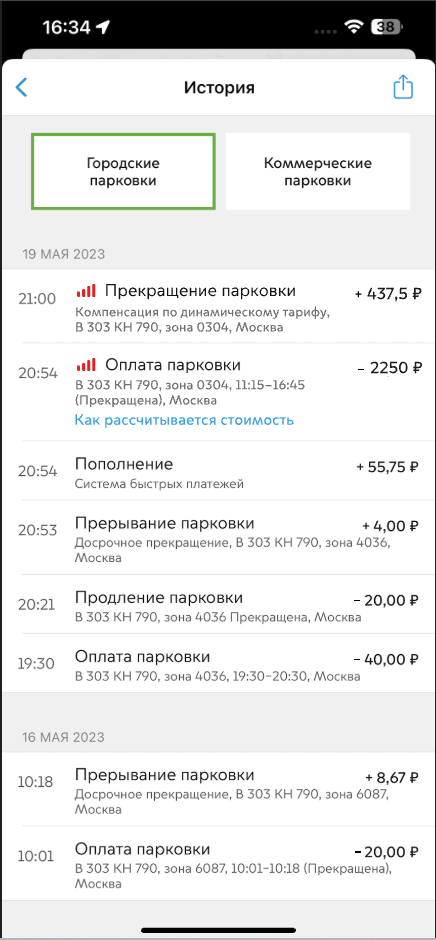 16:34
38
История
Городские
парковки
Коммерческие
парковки
19 МАЯ 2023
21:00 Прекращение парковки + 437,5 ₽
Компенсация по динамическому тарифу,
В 303 КН 790, зона 0304, Москва
20:54 Оплата парковки - 2250 ₽
В 303 КН 790, зона 0304, 11:15–16:45
(Прекращена), Москва
Как рассчитывается стоимость
20:54 Пополнение + 55,75 ₽
Система быстрых платежей
20:53 Прерывание парковки + 4,00 ₽
Досрочное прекращение, В 303 КН 790, зона 4036,
Москва
20:21 Продление парковки - 20,00 ₽
В 303 КН 790, зона 4036 Прекращена, Москва
19:30 Оплата парковки - 40,00 ₽
В 303 КН 790, зона 4036, 19:30-20:30, Москва
16 МАЯ 2023
10:18 Прерывание парковки + 8,67 ₽
Досрочное прекращение, В 303 КН 790, зона 6087,
Москва
10:01 Оплата парковки -20,00 ₽
В 303 КН 790, зона 6087, 10:01-10:18 (Прекращена),
Москва